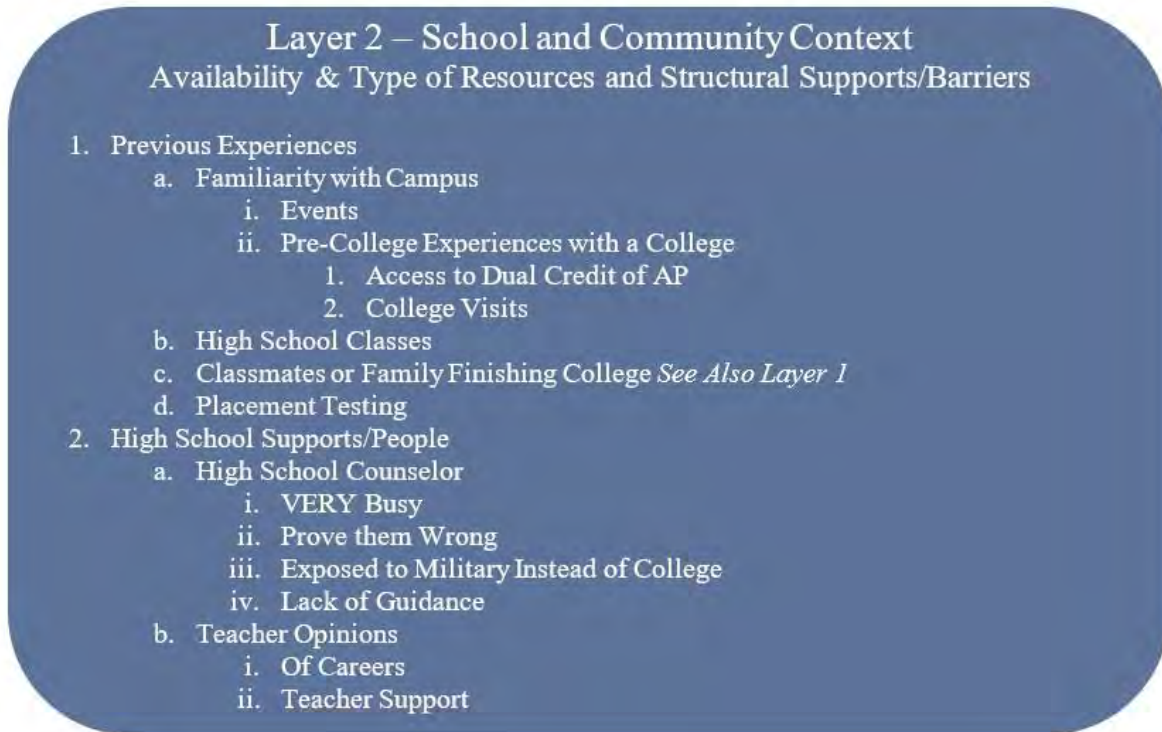 Layer 2 – School and Community Context
Availability & Type of Resources and Structural Supports/Barriers
1. Previous Experiences
a. Familiarity with Campus
i. Events
ii. Pre-College Experiences with a College
1. Access to Dual Credit of AP
2. College Visits
b. High School Classes
c. Classmates or Family Finishing College See Also Layer 1
d. Placement Testing
2. High School Supports/People
a. High School Counselor
i. VERY Busy
ii. Prove them Wrong
iii. Exposed to Military Instead of College
iv. Lack of Guidance
b. Teacher Opinions
i. Of Careers
ii. Teacher Support